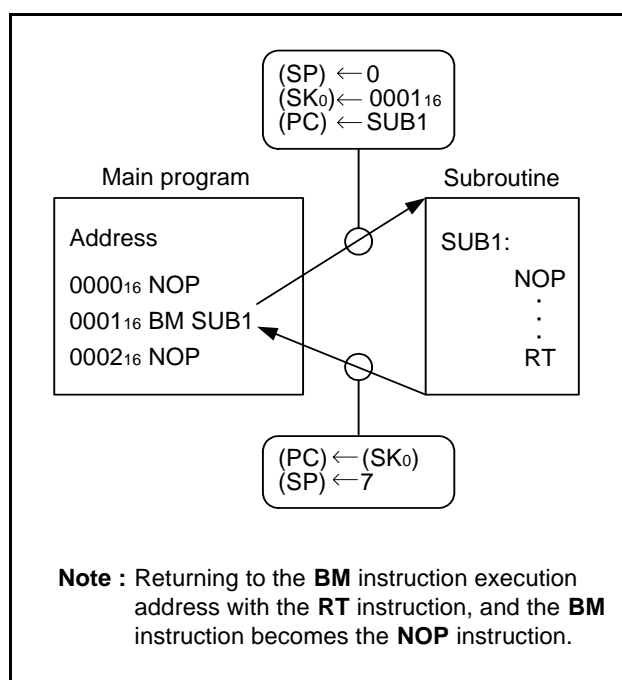 (SP) ← 0
(SK₀) ← 0001₁₆
(PC) ← SUB1
Main program
Subroutine
Address
0000₁₆ NOP
0001₁₆ BM SUB1
0002₁₆ NOP
SUB1:
NOP
·
·
·
RT
(PC) ← (SK₀)
(SP) ← 7
Note : Returning to the BM instruction execution
address with the RT instruction, and the BM
instruction becomes the NOP instruction.